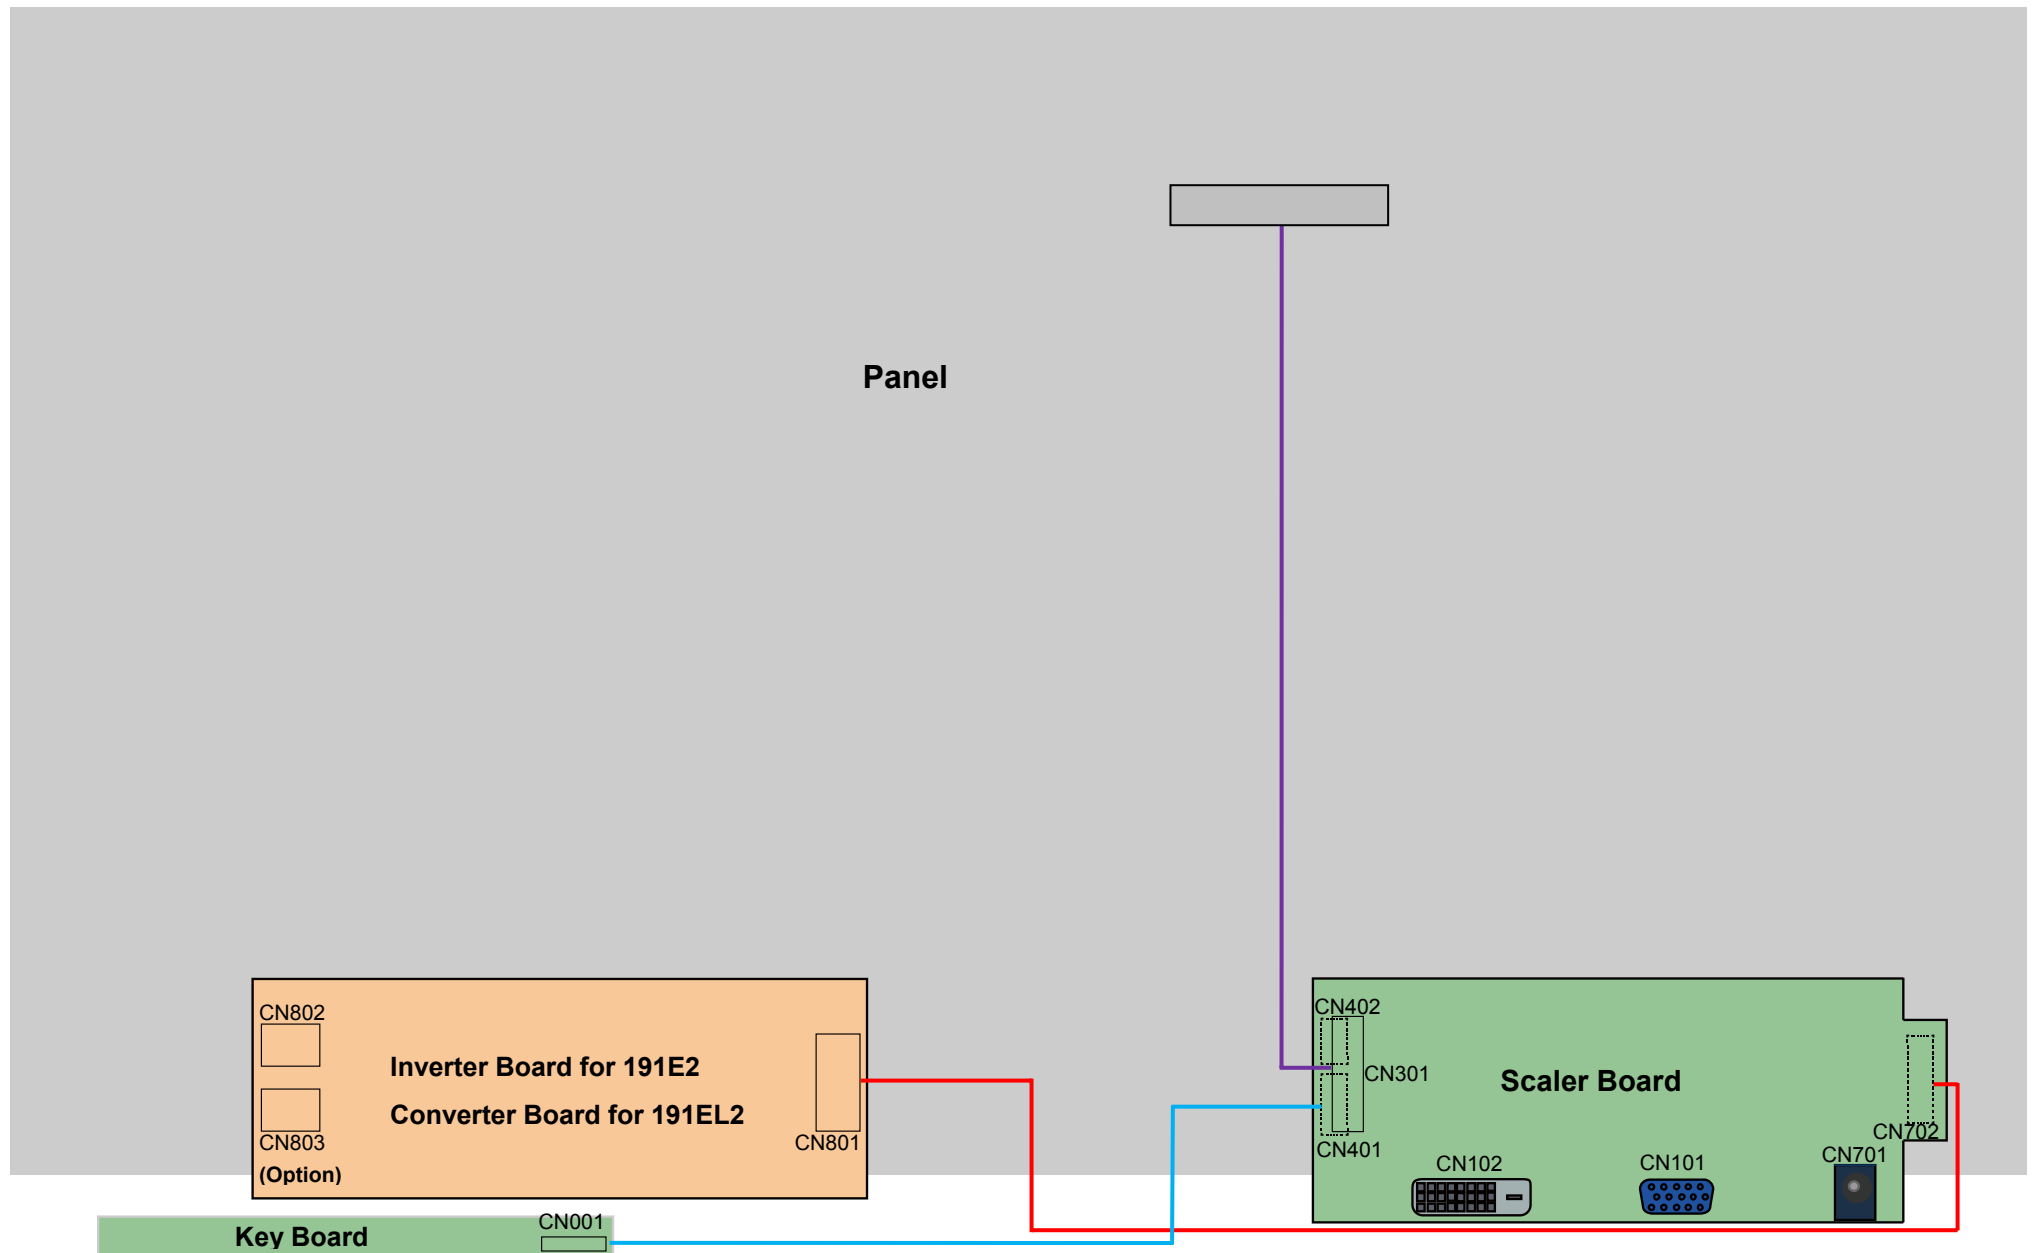 Panel
CN802
Inverter Board for 191E2
Converter Board for 191EL2
CN803
(Option)
CN801
CN402
CN301
CN401
Scaler Board
CN702
CN102
CN101
CN701
Key Board
CN001